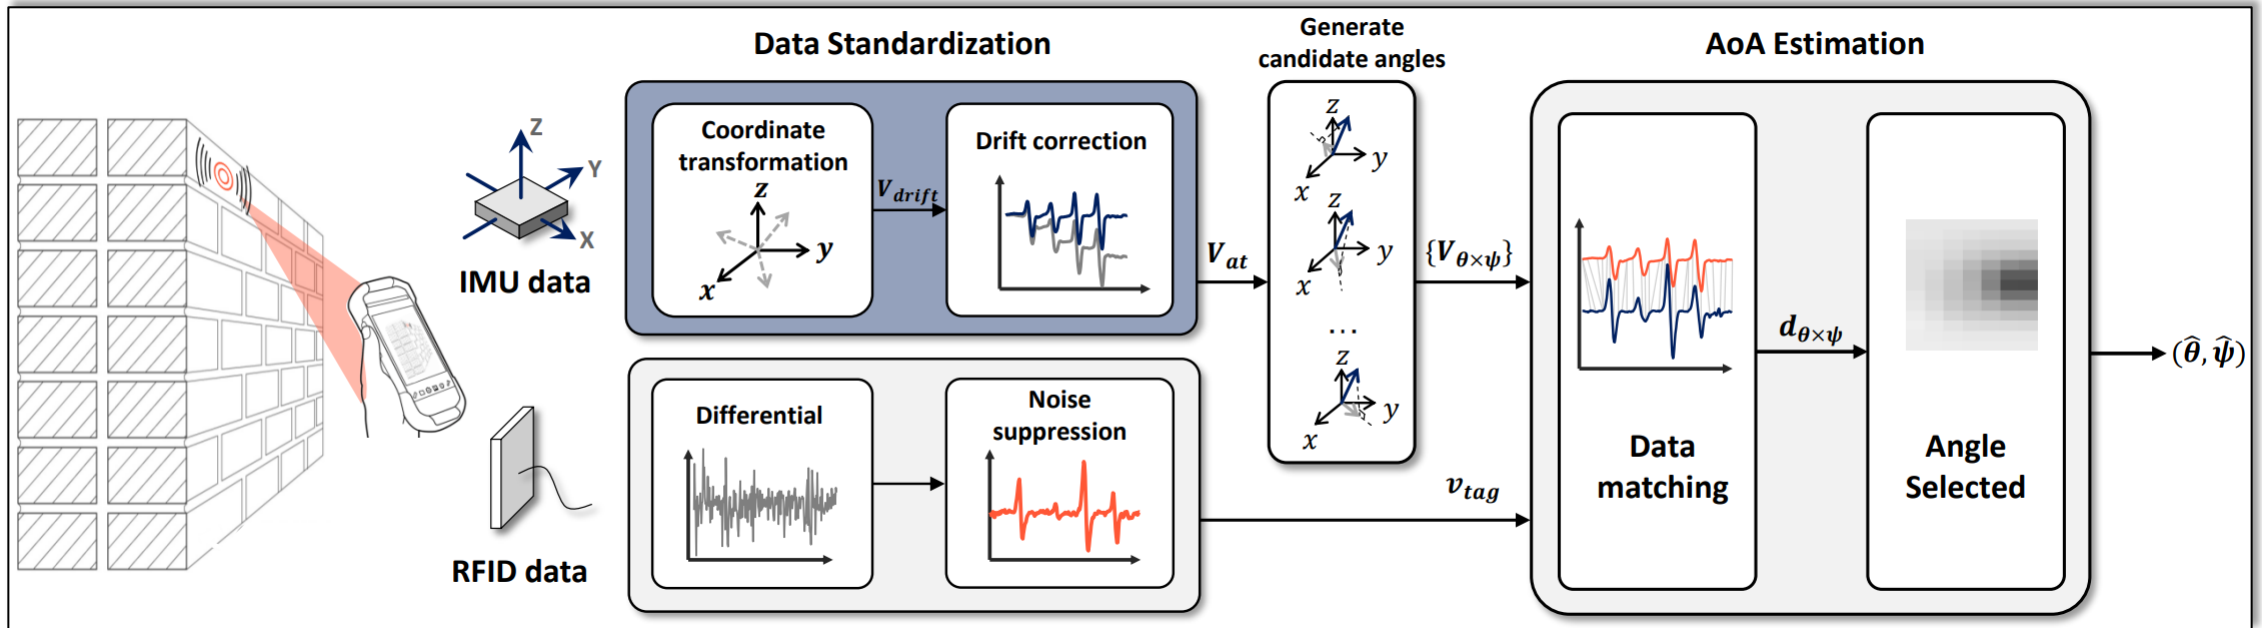 Data Standardization
Generate
candidate angles
AoA Estimation
Z
Y
X
IMU data
Coordinate
transformation
z
y
x
V_drift
Drift correction
V_at
z
y
x
z
y
x
...
z
y
x
{V_θ×ψ}
RFID data
Differential
Noise
suppression
v_tag
Data
matching
d_θ×ψ
Angle
Selected
(θ̂, ψ̂)